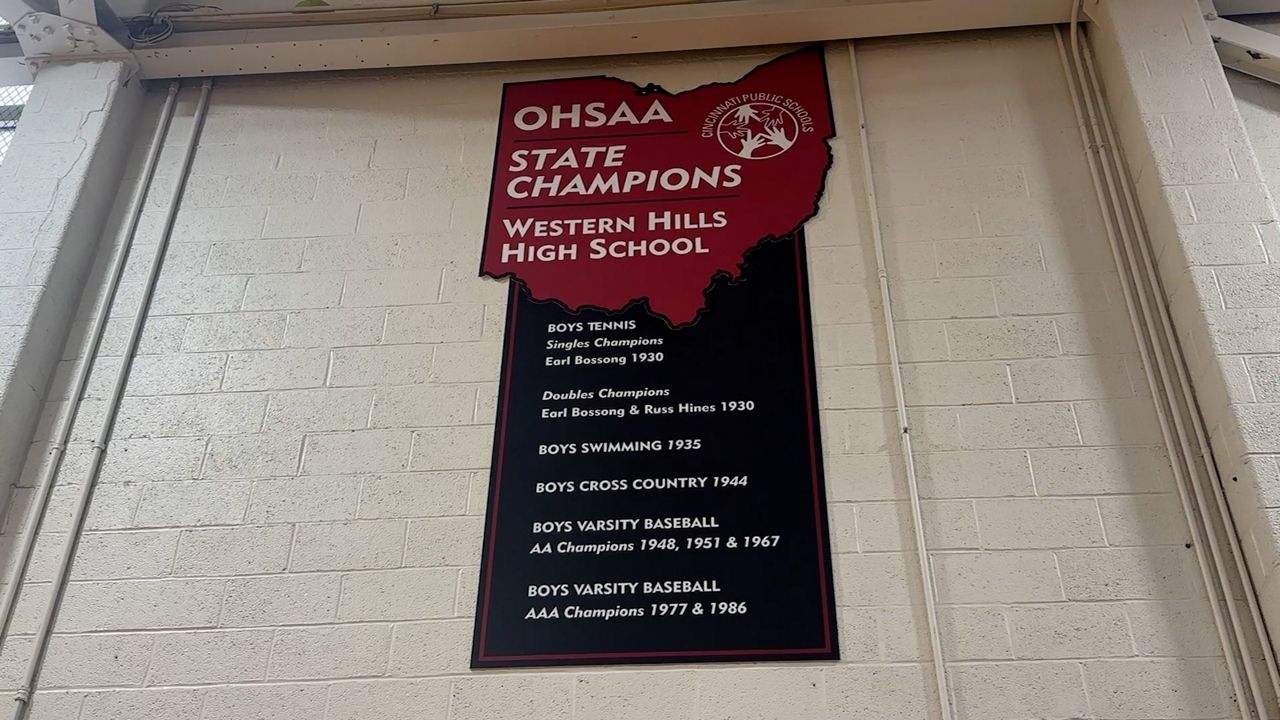 OHSAA
CINCINNATI PUBLIC SCHOOLS
STATE
CHAMPIONS
WESTERN HILLS
HIGH SCHOOL
BOYS TENNIS
Singles Champions
Earl Bossong 1930
Doubles Champions
Earl Bossong & Russ Hines 1930
BOYS SWIMMING 1935
BOYS CROSS COUNTRY 1944
BOYS VARSITY BASEBALL
AA Champions 1948, 1951 & 1967
BOYS VARSITY BASEBALL
AAA Champions 1977 & 1986